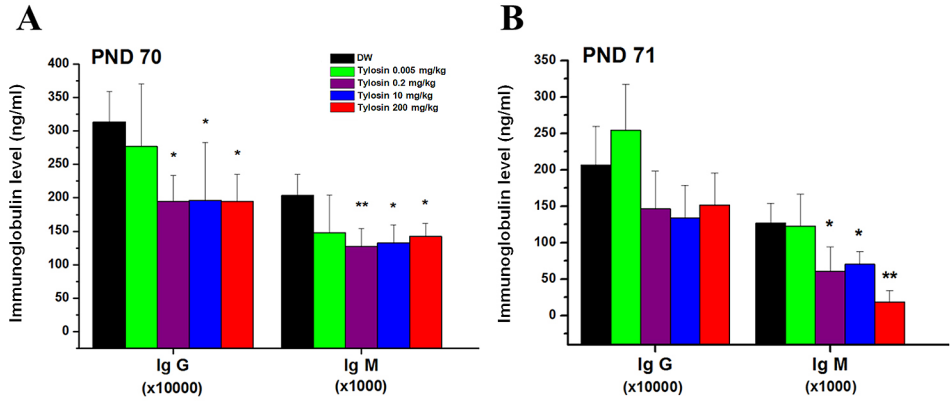 A
PND 70
Immunoglobulin level (ng/ml)
400
350
300
250
200
150
100
50
0
DW
Tylosin 0.005 mg/kg
Tylosin 0.2 mg/kg
Tylosin 10 mg/kg
Tylosin 200 mg/kg
*
*
*
**
*
*
Ig G
(x10000)
Ig M
(x1000)
B
PND 71
Immunoglobulin level (ng/ml)
350
300
250
200
150
100
50
0
*
*
**
Ig G
(x10000)
Ig M
(x1000)